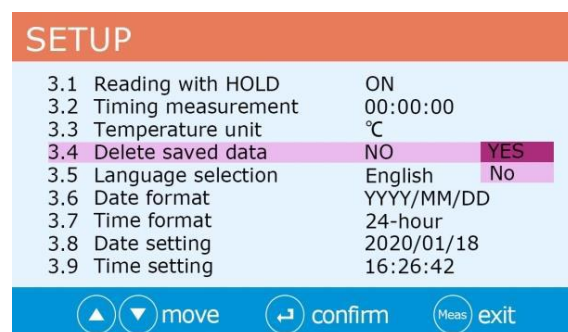 SETUP
3.1 Reading with HOLD ON
3.2 Timing measurement 00:00:00
3.3 Temperature unit ℃
3.4 Delete saved data NO YES
3.5 Language selection English No
3.6 Date format YYYY/MM/DD
3.7 Time format 24-hour
3.8 Date setting 2020/01/18
3.9 Time setting 16:26:42
move confirm Meas exit